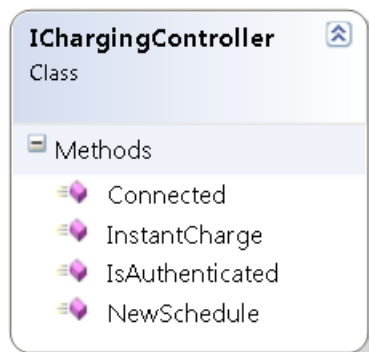 IChargingController
Class
Methods
Connected
InstantCharge
IsAuthenticated
NewSchedule